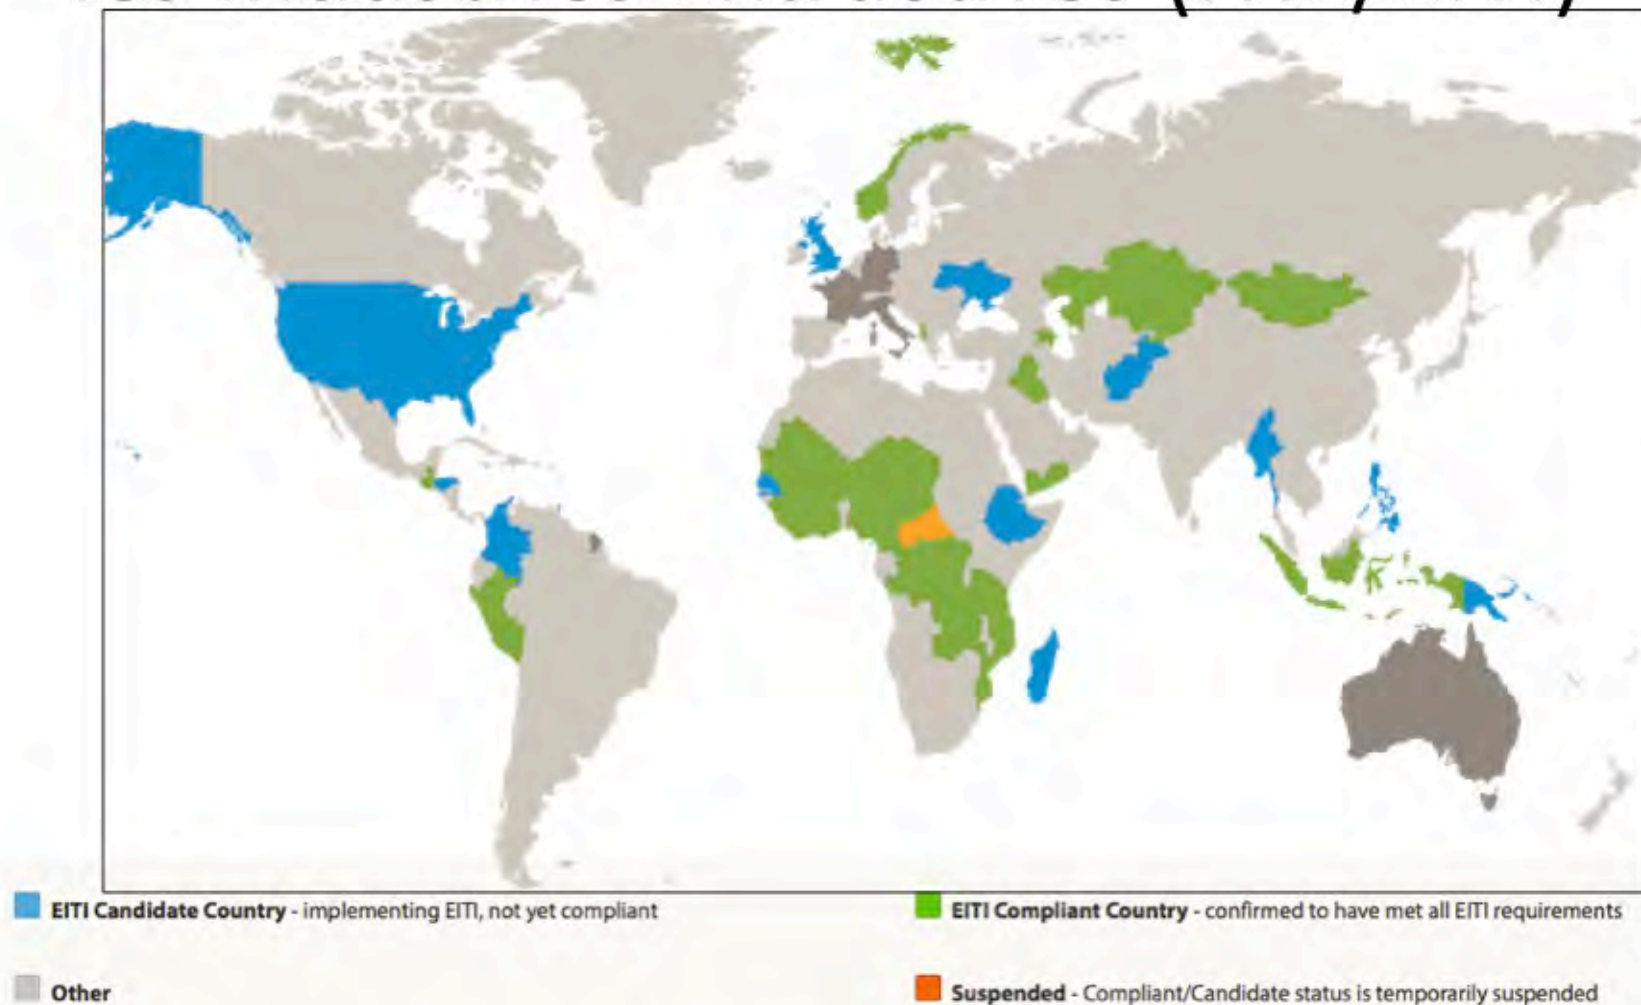 EITI Candidate Country - implementing EITI, not yet compliant
EITI Compliant Country - confirmed to have met all EITI requirements
Other
Suspended - Compliant/Candidate status is temporarily suspended